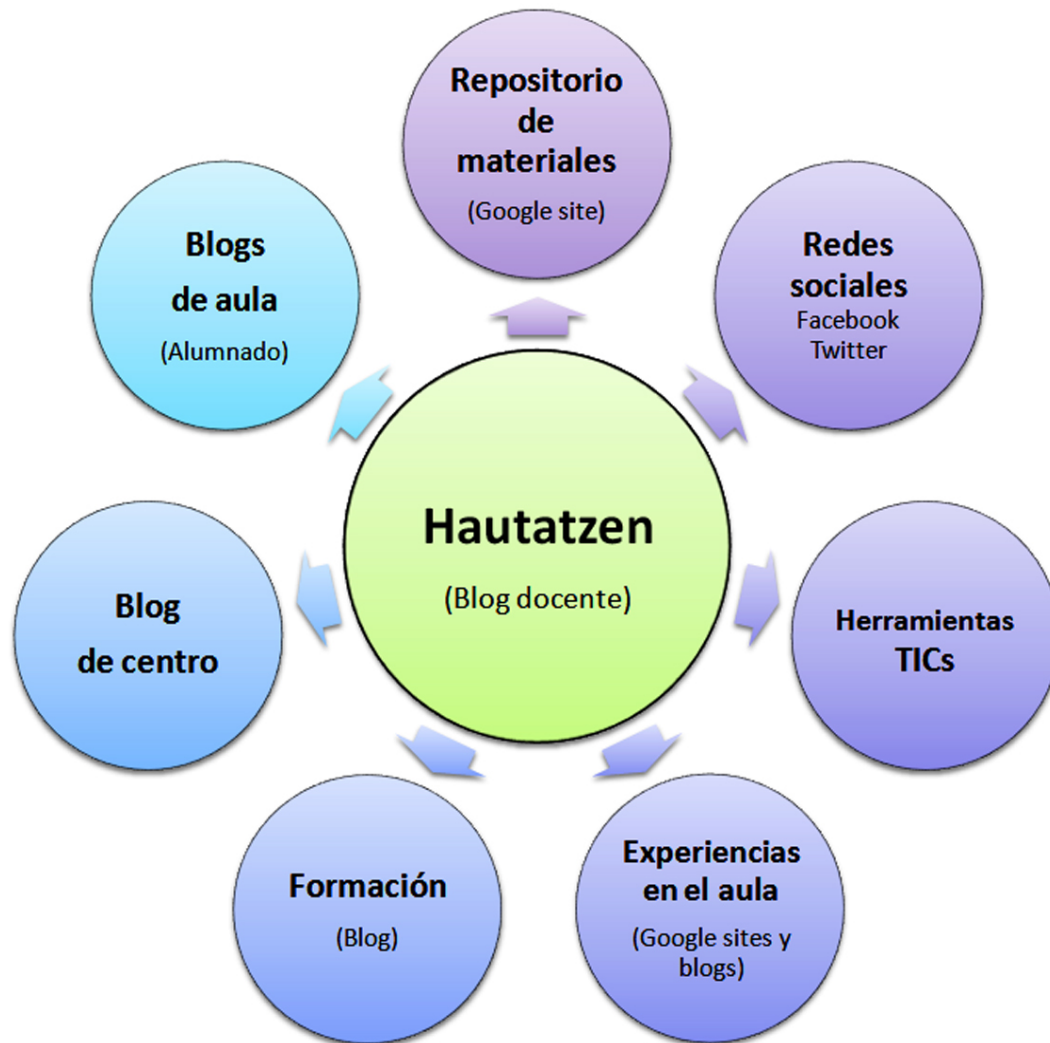 Repositorio
de
materiales
(Google site)
Redes
sociales
Facebook
Twitter
Herramientas
TICs
Experiencias
en el aula
(Google sites y
blogs)
Formación
(Blog)
Blog
de centro
Blogs
de aula
(Alumnado)
Hautatzen
(Blog docente)